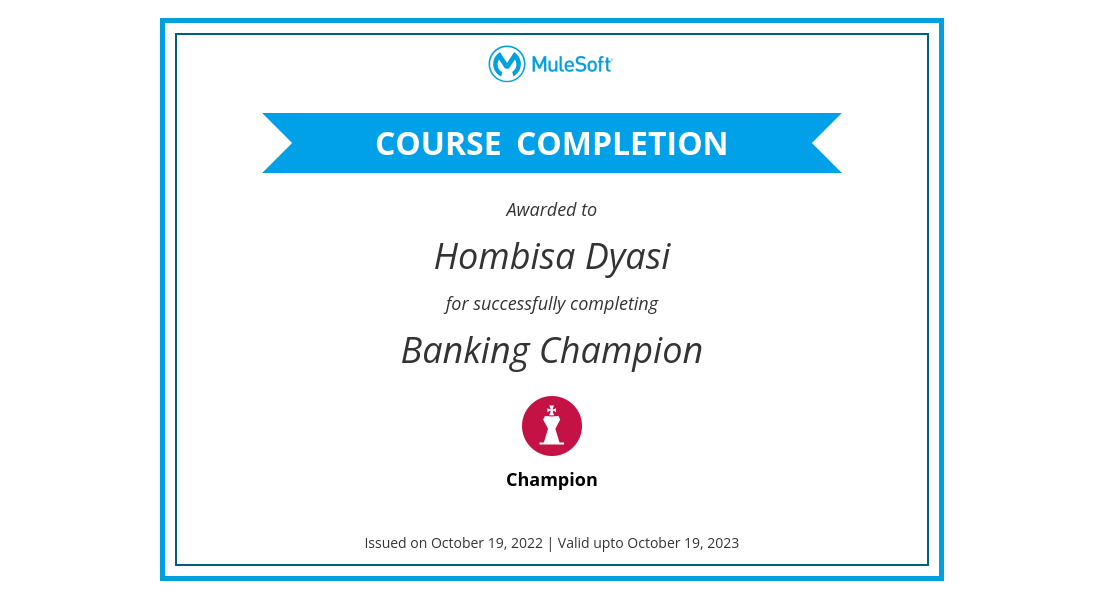 MuleSoft
COURSE COMPLETION
Awarded to
Hombisa Dyasi
for successfully completing
Banking Champion
Champion
Issued on October 19, 2022 | Valid upto October 19, 2023